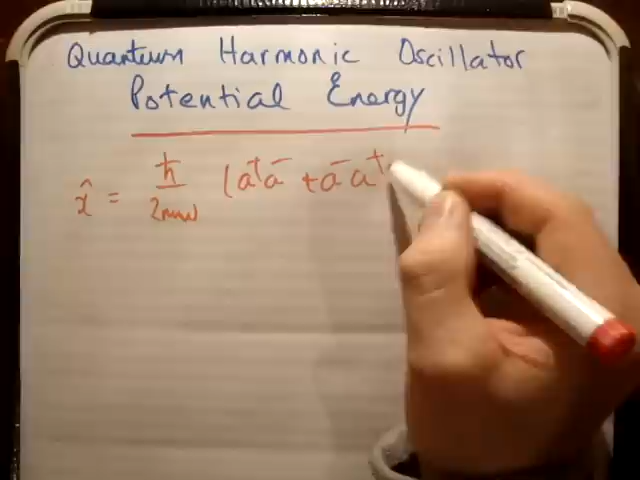 Quantum Harmonic Oscillator
Potential Energy
x̂ = ħ/2mω (a⁺a⁻ + a⁻a⁺